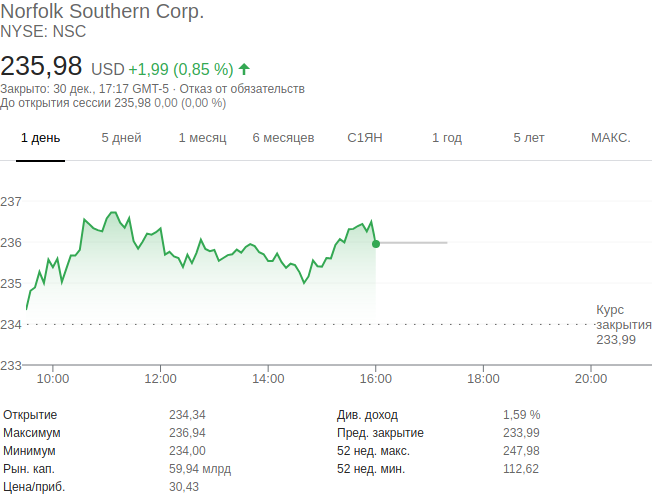 Norfolk Southern Corp.
NYSE: NSC
235,98 USD +1,99 (0,85 %)
Закрыто: 30 дек., 17:17 GMT-5 · Отказ от обязательств
До открытия сессии 235,98 0,00 (0,00 %)
1 день 5 дней 1 месяц 6 месяцев С1ЯН 1 год 5 лет МАКС.
237
236
235
234
233
Курс
закрытия
233,99
10:00 12:00 14:00 16:00 18:00 20:00
Открытие 234,34 Див. доход 1,59 %
Максимум 236,94 Пред. закрытие 233,99
Минимум 234,00 52 нед. макс. 247,98
Рын. кап. 59,94 млрд 52 нед. мин. 112,62
Цена/приб. 30,43